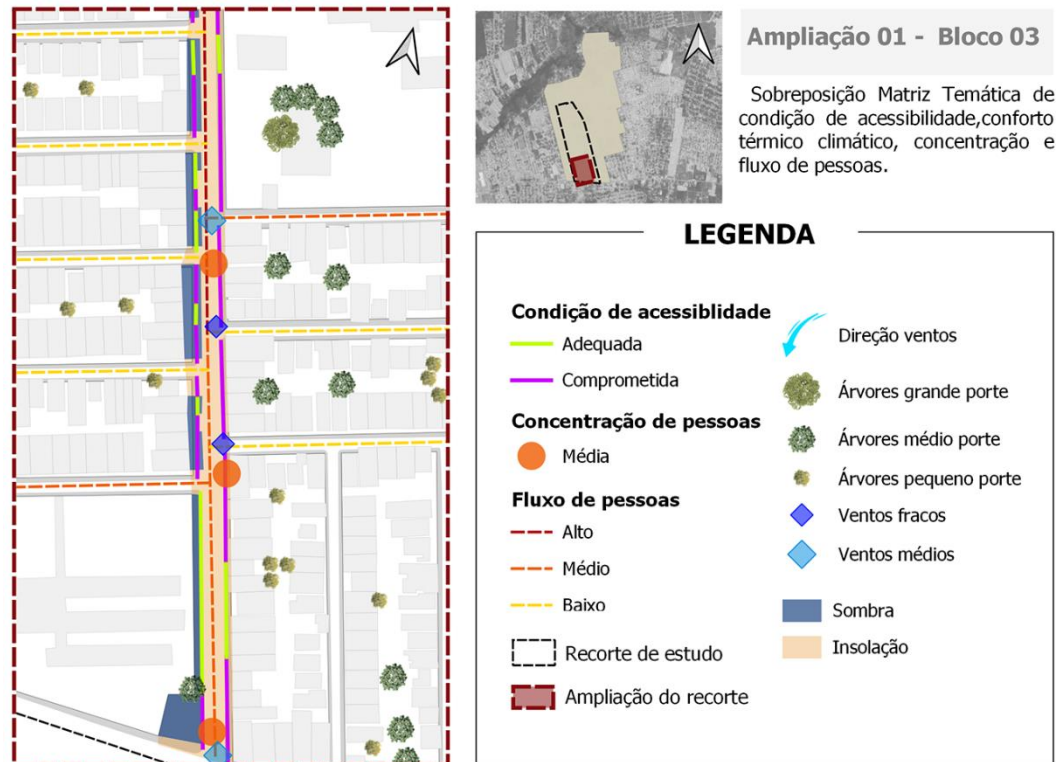 Ampliação 01 - Bloco 03
Sobreposição Matriz Temática de
condição de acessibilidade,conforto
térmico climático, concentração e
fluxo de pessoas.
LEGENDA
Condição de acessiblidade
Adequada
Comprometida
Concentração de pessoas
Média
Fluxo de pessoas
Alto
Médio
Baixo
Recorte de estudo
Ampliação do recorte
Direção ventos
Árvores grande porte
Árvores médio porte
Árvores pequeno porte
Ventos fracos
Ventos médios
Sombra
Insolação